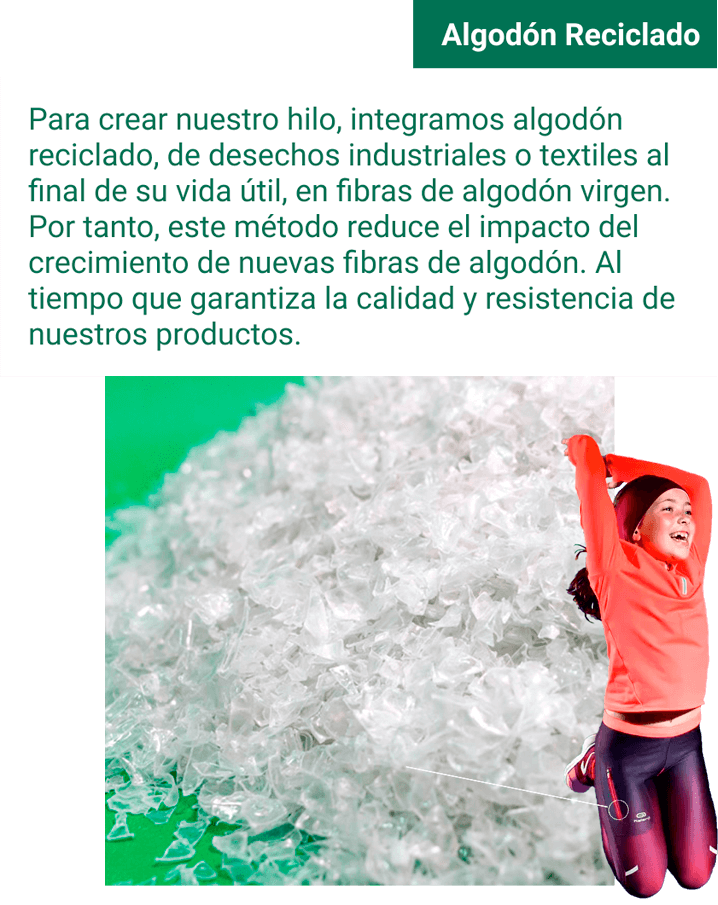 Algodón Reciclado
Para crear nuestro hilo, integramos algodón
reciclado, de desechos industriales o textiles al
final de su vida útil, en fibras de algodón virgen.
Por tanto, este método reduce el impacto del
crecimiento de nuevas fibras de algodón. Al
tiempo que garantiza la calidad y resistencia de
nuestros productos.